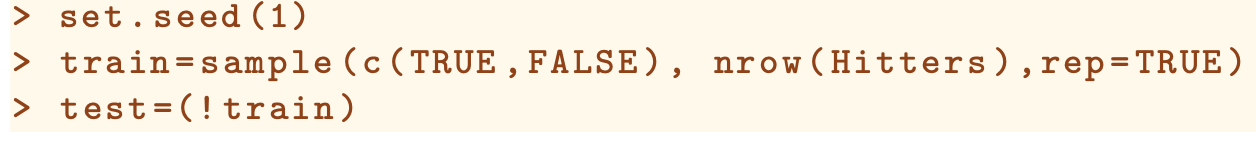 > set.seed(1)
> train=sample(c(TRUE,FALSE), nrow(Hitters),rep=TRUE)
> test=(!train)